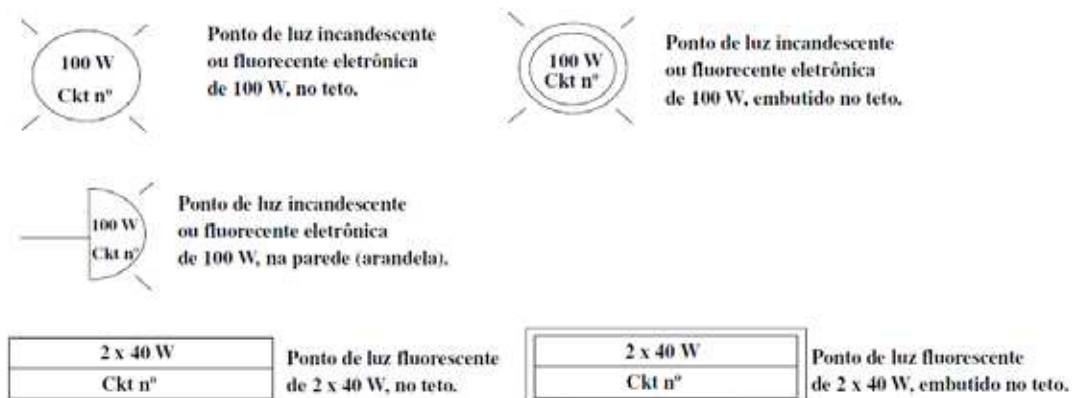 100 W
Ckt nº
Ponto de luz incandescente
ou fluorecente eletrônica
de 100 W, no teto.
100 W
Ckt nº
Ponto de luz incandescente
ou fluorecente eletrônica
de 100 W, embutido no teto.
100 W
Ckt nº
Ponto de luz incandescente
ou fluorecente eletrônica
de 100 W, na parede (arandela).
2 x 40 W
Ckt nº
Ponto de luz fluorescente
de 2 x 40 W, no teto.
2 x 40 W
Ckt nº
Ponto de luz fluorescente
de 2 x 40 W, embutido no teto.